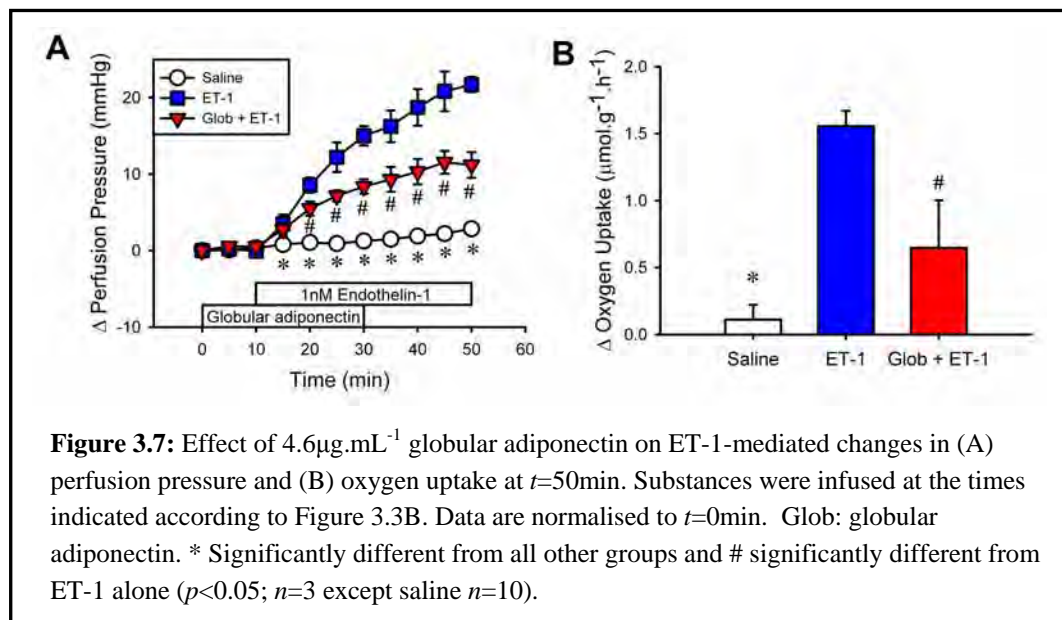 A
Saline
ET-1
Glob + ET-1
Δ Perfusion Pressure (mmHg)
20
10
0
-10
# # # # # # #
* * * * * * * *
1nM Endothelin-1
Globular adiponectin
0 10 20 30 40 50 60
Time (min)
B
Δ Oxygen Uptake (μmol.g⁻¹.h⁻¹)
2.0
1.5
1.0
0.5
0.0
*
#
Saline ET-1 Glob + ET-1
Figure 3.7: Effect of 4.6μg.mL⁻¹ globular adiponectin on ET-1-mediated changes in (A)
perfusion pressure and (B) oxygen uptake at t=50min. Substances were infused at the times
indicated according to Figure 3.3B. Data are normalised to t=0min. Glob: globular
adiponectin. * Significantly different from all other groups and # significantly different from
ET-1 alone (p<0.05; n=3 except saline n=10).